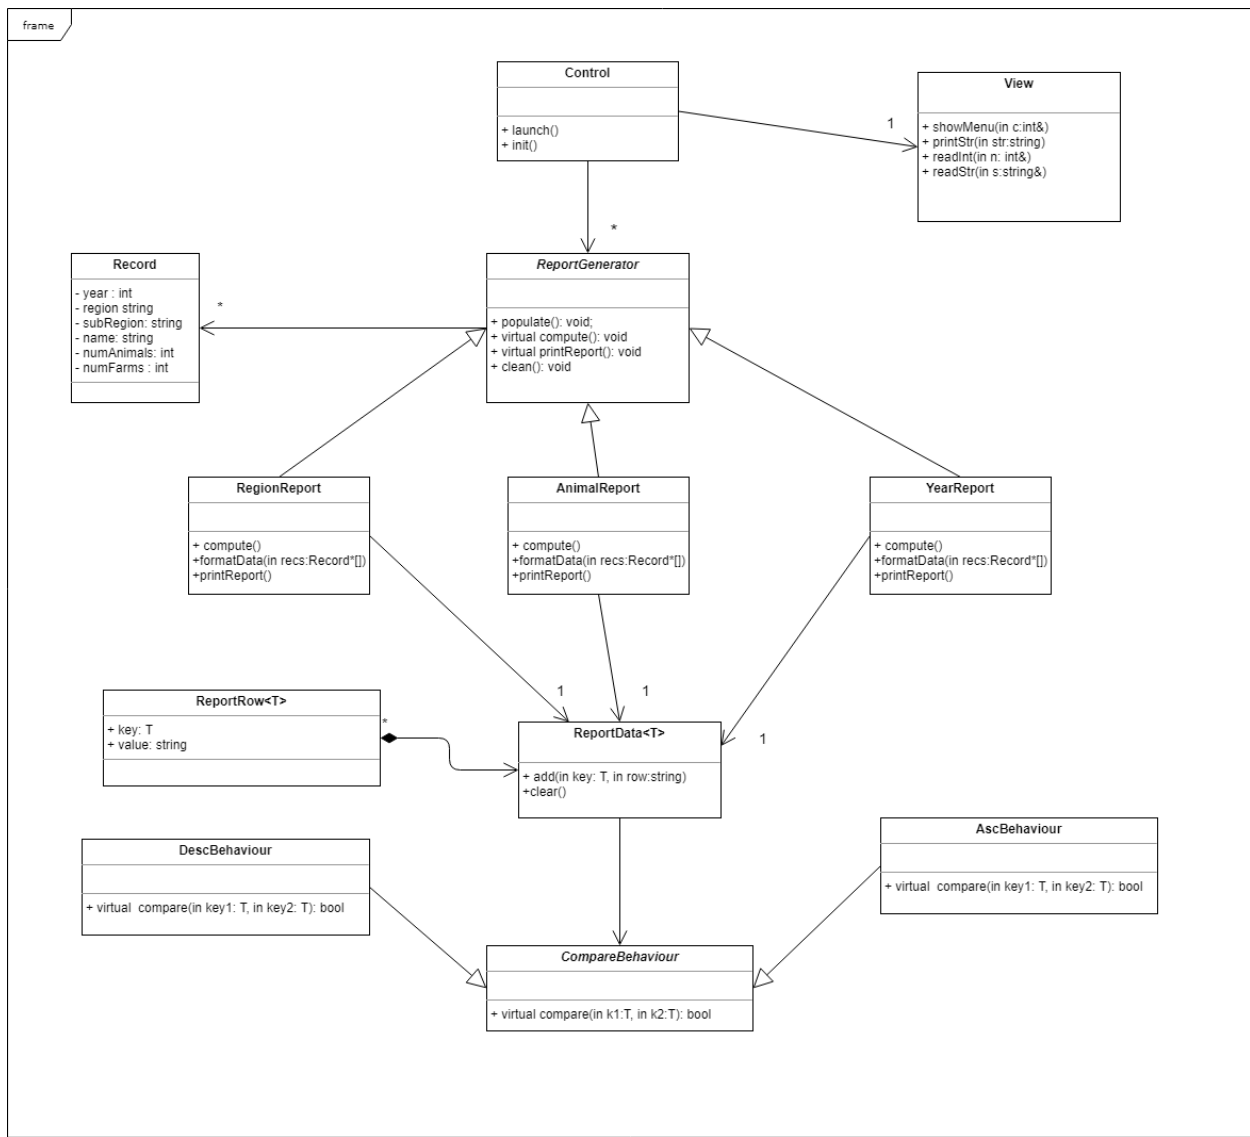 frame
Control
+ launch()
+ init()
View
+ showMenu(in c:int&)
+ printStr(in str:string)
+ readInt(in n: int&)
+ readStr(in s:string&)
1
*
Record
- year : int
- region string
- subRegion: string
- name: string
- numAnimals: int
- numFarms : int
*
ReportGenerator
+ populate(): void;
+ virtual compute(): void
+ virtual printReport(): void
+ clean(): void
RegionReport
+ compute()
+formatData(in recs:Record*[])
+printReport()
AnimalReport
+ compute()
+formatData(in recs:Record*[])
+printReport()
YearReport
+ compute()
+formatData(in recs:Record*[])
+printReport()
1
1
1
ReportRow<T>
+ key: T
+ value: string
*
ReportData<T>
+ add(in key: T, in row:string)
+clear()
DescBehaviour
+ virtual  compare(in key1: T, in key2: T): bool
AscBehaviour
+ virtual  compare(in key1: T, in key2: T): bool
CompareBehaviour
+ virtual compare(in k1:T, in k2:T): bool